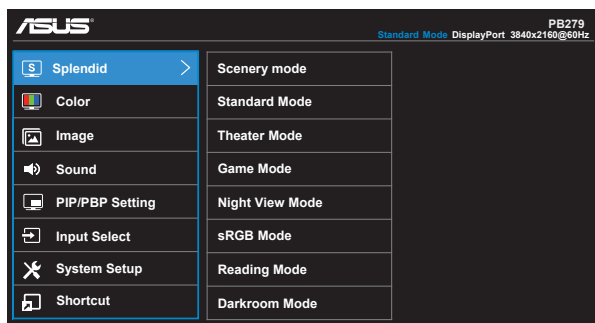 ASUS
PB279
Standard Mode DisplayPort 3840x2160@60Hz
S Splendid
Color
Image
Sound
PIP/PBP Setting
Input Select
System Setup
Shortcut
Scenery mode
Standard Mode
Theater Mode
Game Mode
Night View Mode
sRGB Mode
Reading Mode
Darkroom Mode